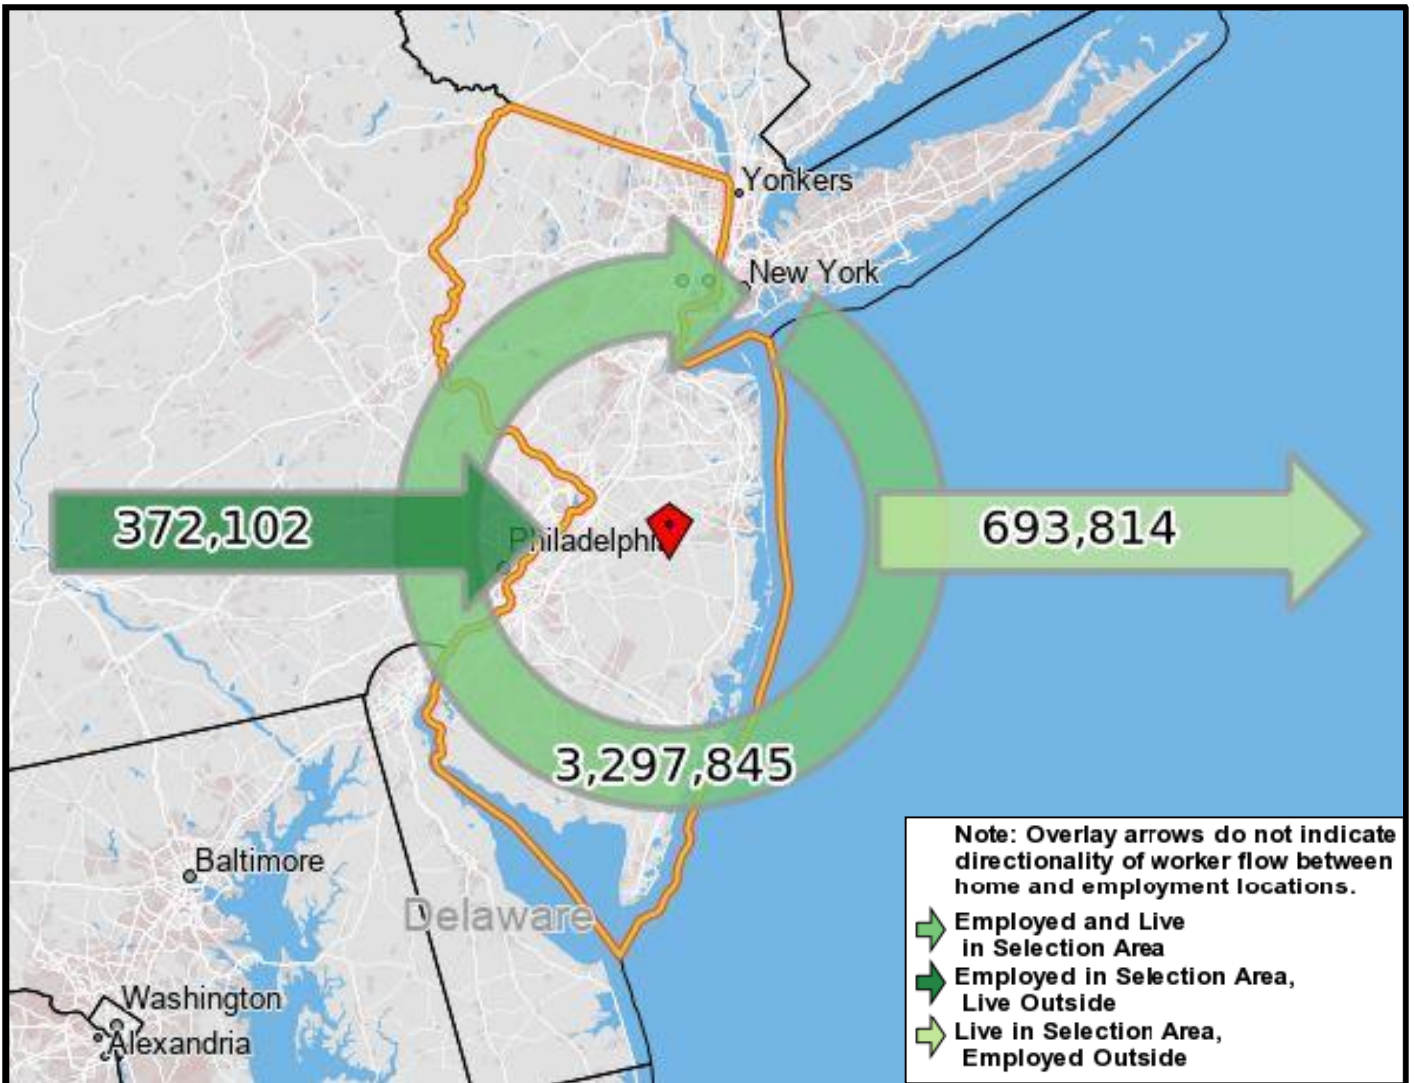 Yonkers
New York
372,102
693,814
Philadelphia
3,297,845
Note: Overlay arrows do not indicate
directionality of worker flow between
home and employment locations.
Baltimore
Delaware
Employed and Live
in Selection Area
Employed in Selection Area,
Live Outside
Live in Selection Area,
Employed Outside
Washington
Alexandria